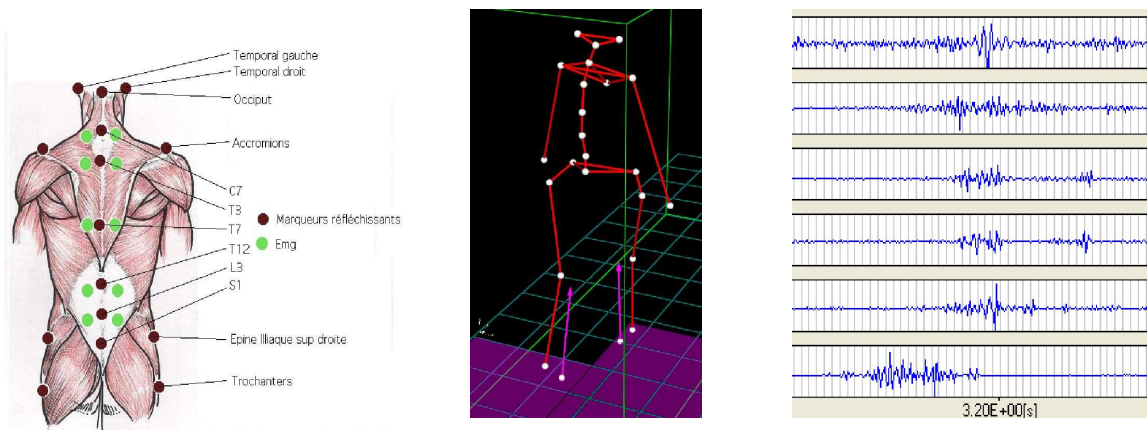 Temporal gauche
Temporal droit
Occiput
Accromions
C7
T3
T7
T12
L3
S1
Marqueurs réfléchissants
Emg
Epine Illiaque sup droite
Trochanters
3.20E+00[s]